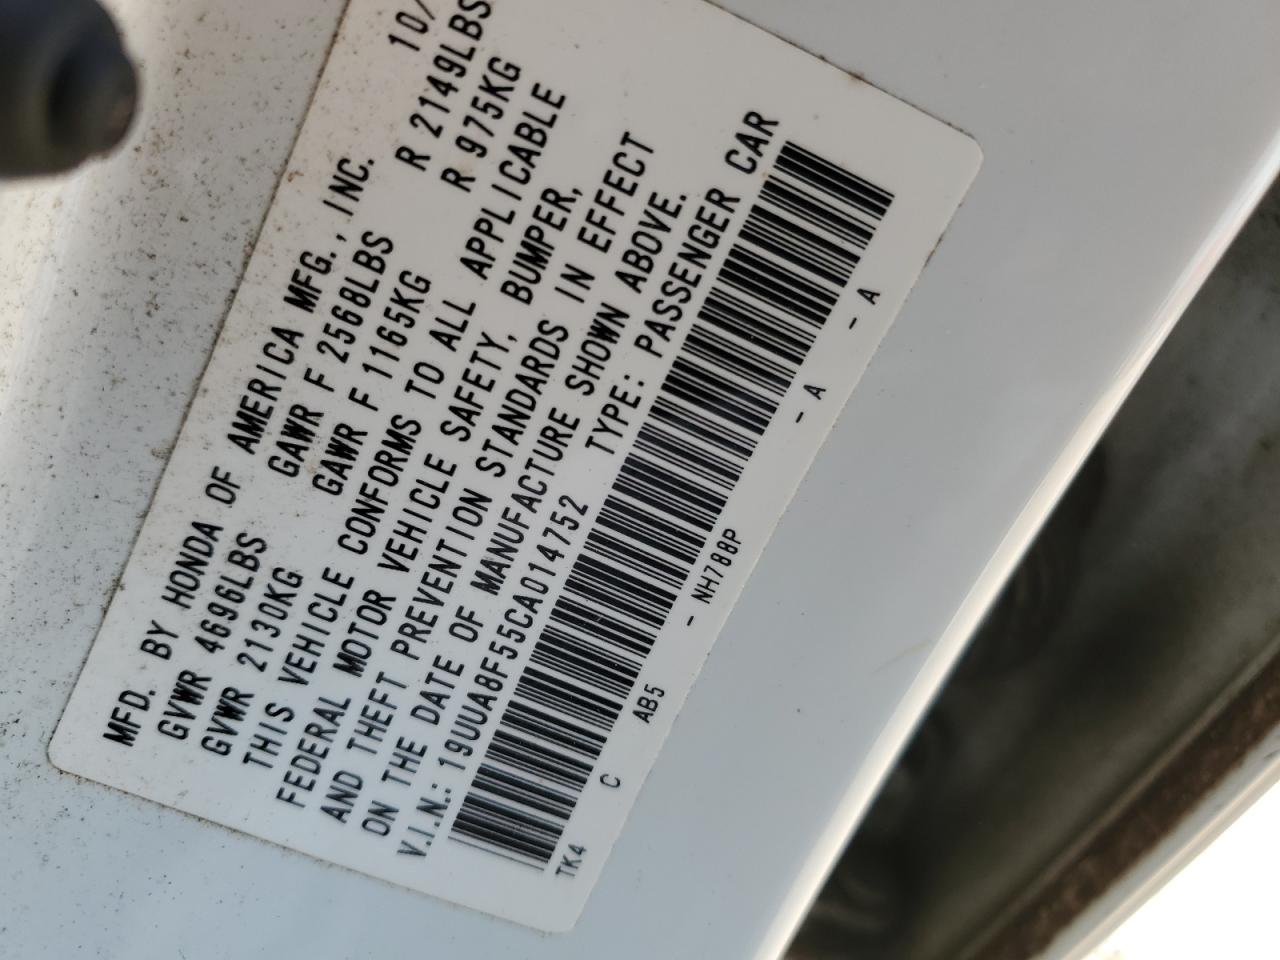 MFD. BY HONDA OF AMERICA MFG., INC. 10/
GVWR 4696LBS GAWR F 2568LBS R 2149LBS
GVWR 2130KG GAWR F 1165KG R 975KG
THIS VEHICLE CONFORMS TO ALL APPLICABLE
FEDERAL MOTOR VEHICLE SAFETY, BUMPER,
AND THEFT PREVENTION STANDARDS IN EFFECT
ON THE DATE OF MANUFACTURE SHOWN ABOVE.
V.I.N.: 19UUA8F55CA014752 TYPE: PASSENGER CAR
TK4 C AB5 - NH788P - A - A